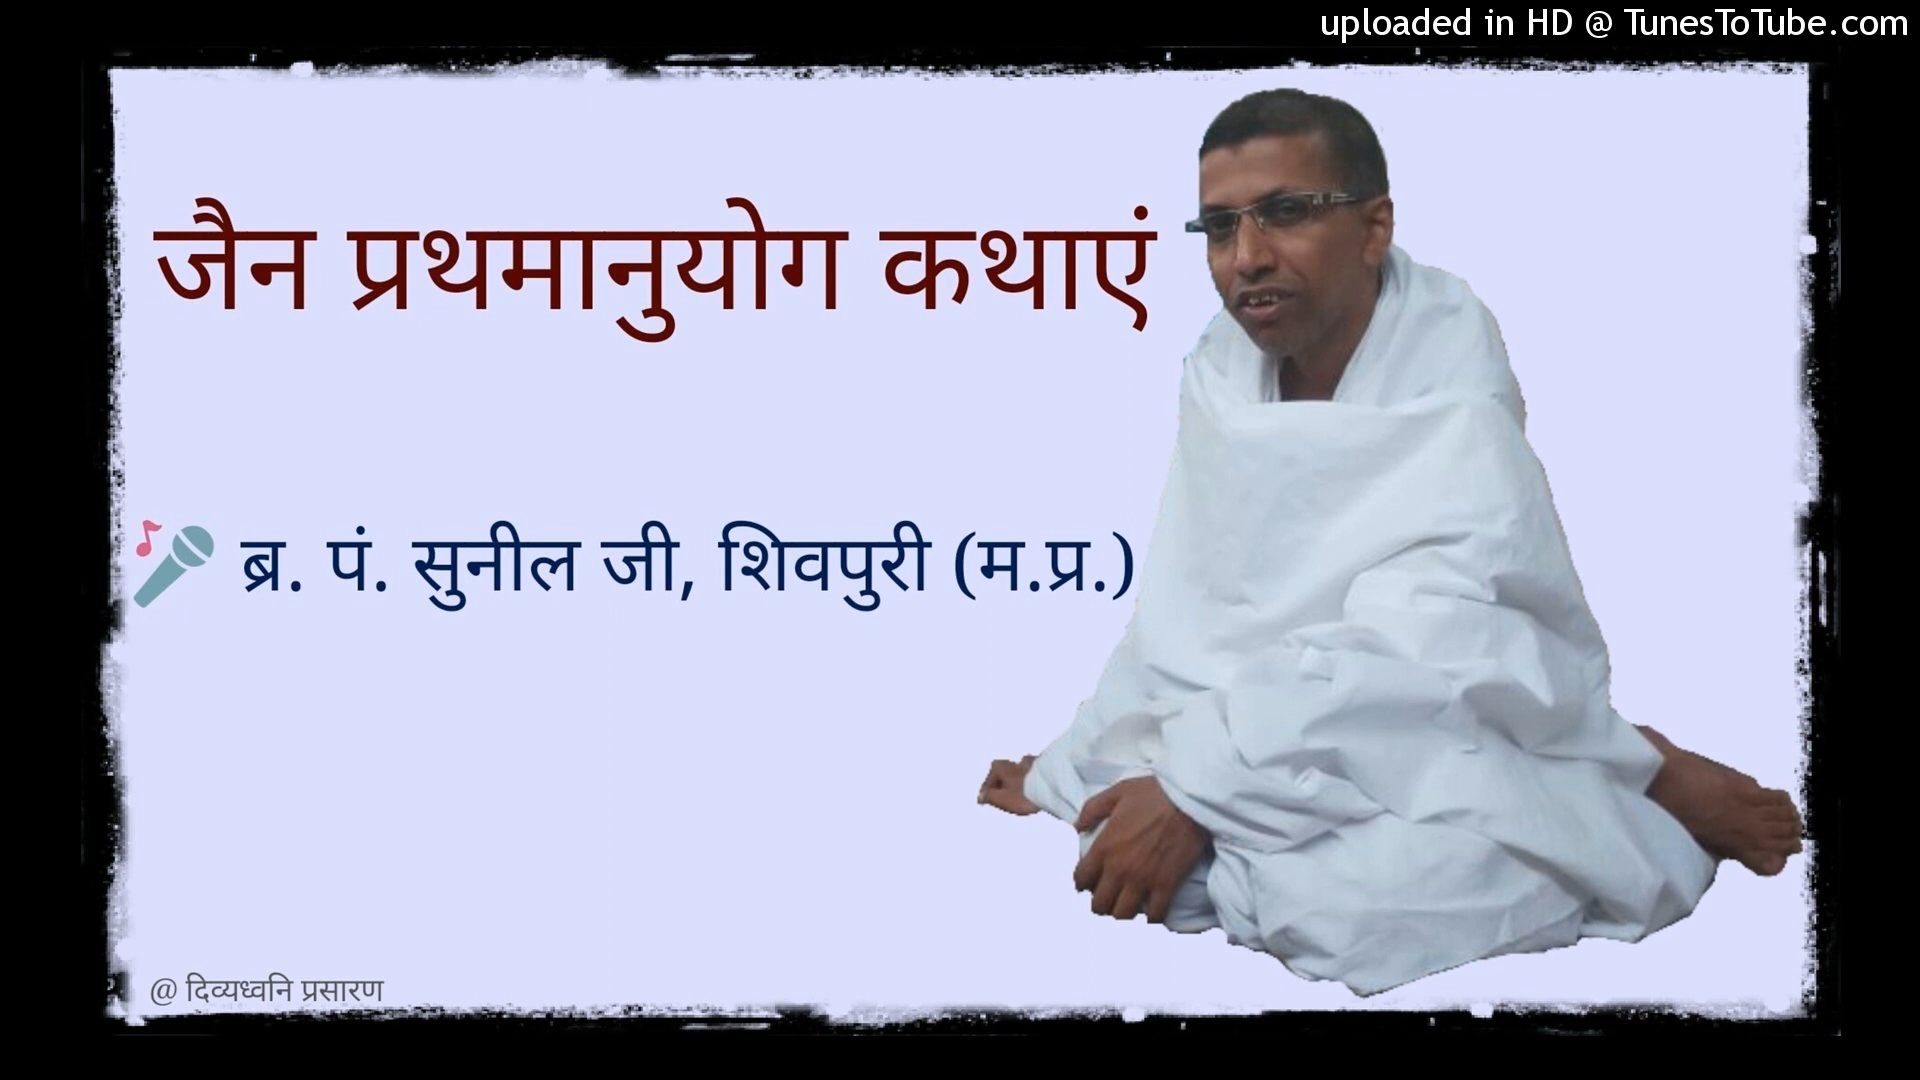 uploaded in HD @ TunesToTube.com
जैन प्रथमानुयोग कथाएं
ब्र. पं. सुनील जी, शिवपुरी (म.प्र.)
@ दिव्यध्वनि प्रसारण